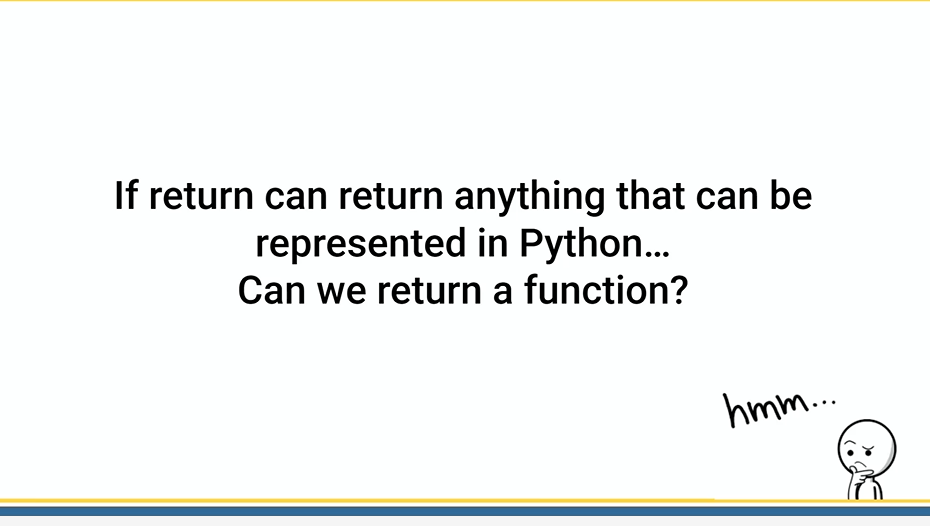 If return can return anything that can be
represented in Python...
Can we return a function?
hmm...